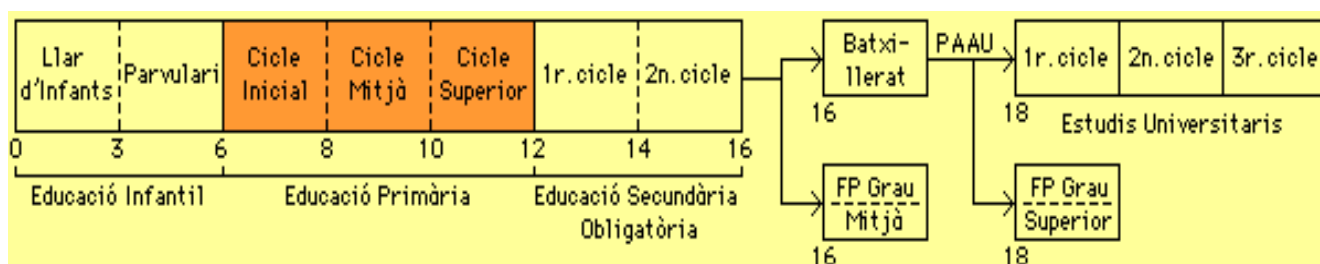 Llar
d'Infants
Parvulari
Cicle
Inicial
Cicle
Mitjà
Cicle
Superior
1r. cicle
2n. cicle
Batxi-
llerat
PAAU
1r. cicle
2n. cicle
3r. cicle
0 3 6 8 10 12 14 16
16
18
Estudis Universitaris
Educació Infantil
Educació Primària
Educació Secundària
Obligatòria
FP Grau
Mitjà
16
FP Grau
Superior
18